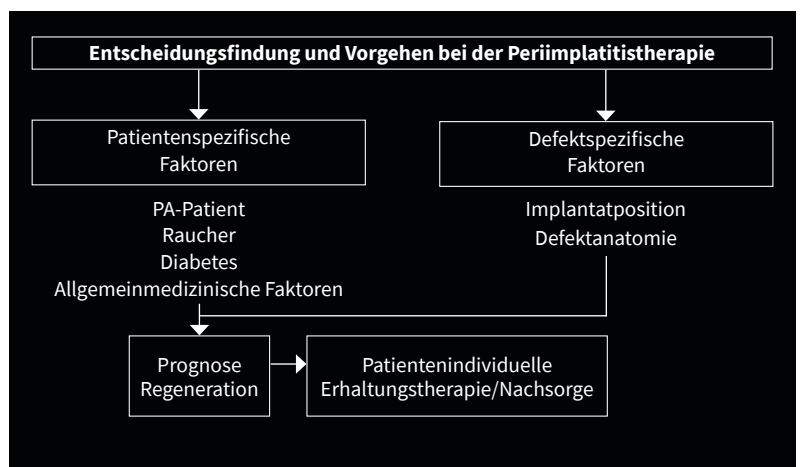 Entscheidungsfindung und Vorgehen bei der Periimplatitistherapie
Patientenspezifische
Faktoren
Defektspezifische
Faktoren
PA-Patient
Raucher
Diabetes
Allgemeinmedizinische Faktoren
Implantatposition
Defektanatomie
Prognose
Regeneration
Patientenindividuelle
Erhaltungstherapie/Nachsorge